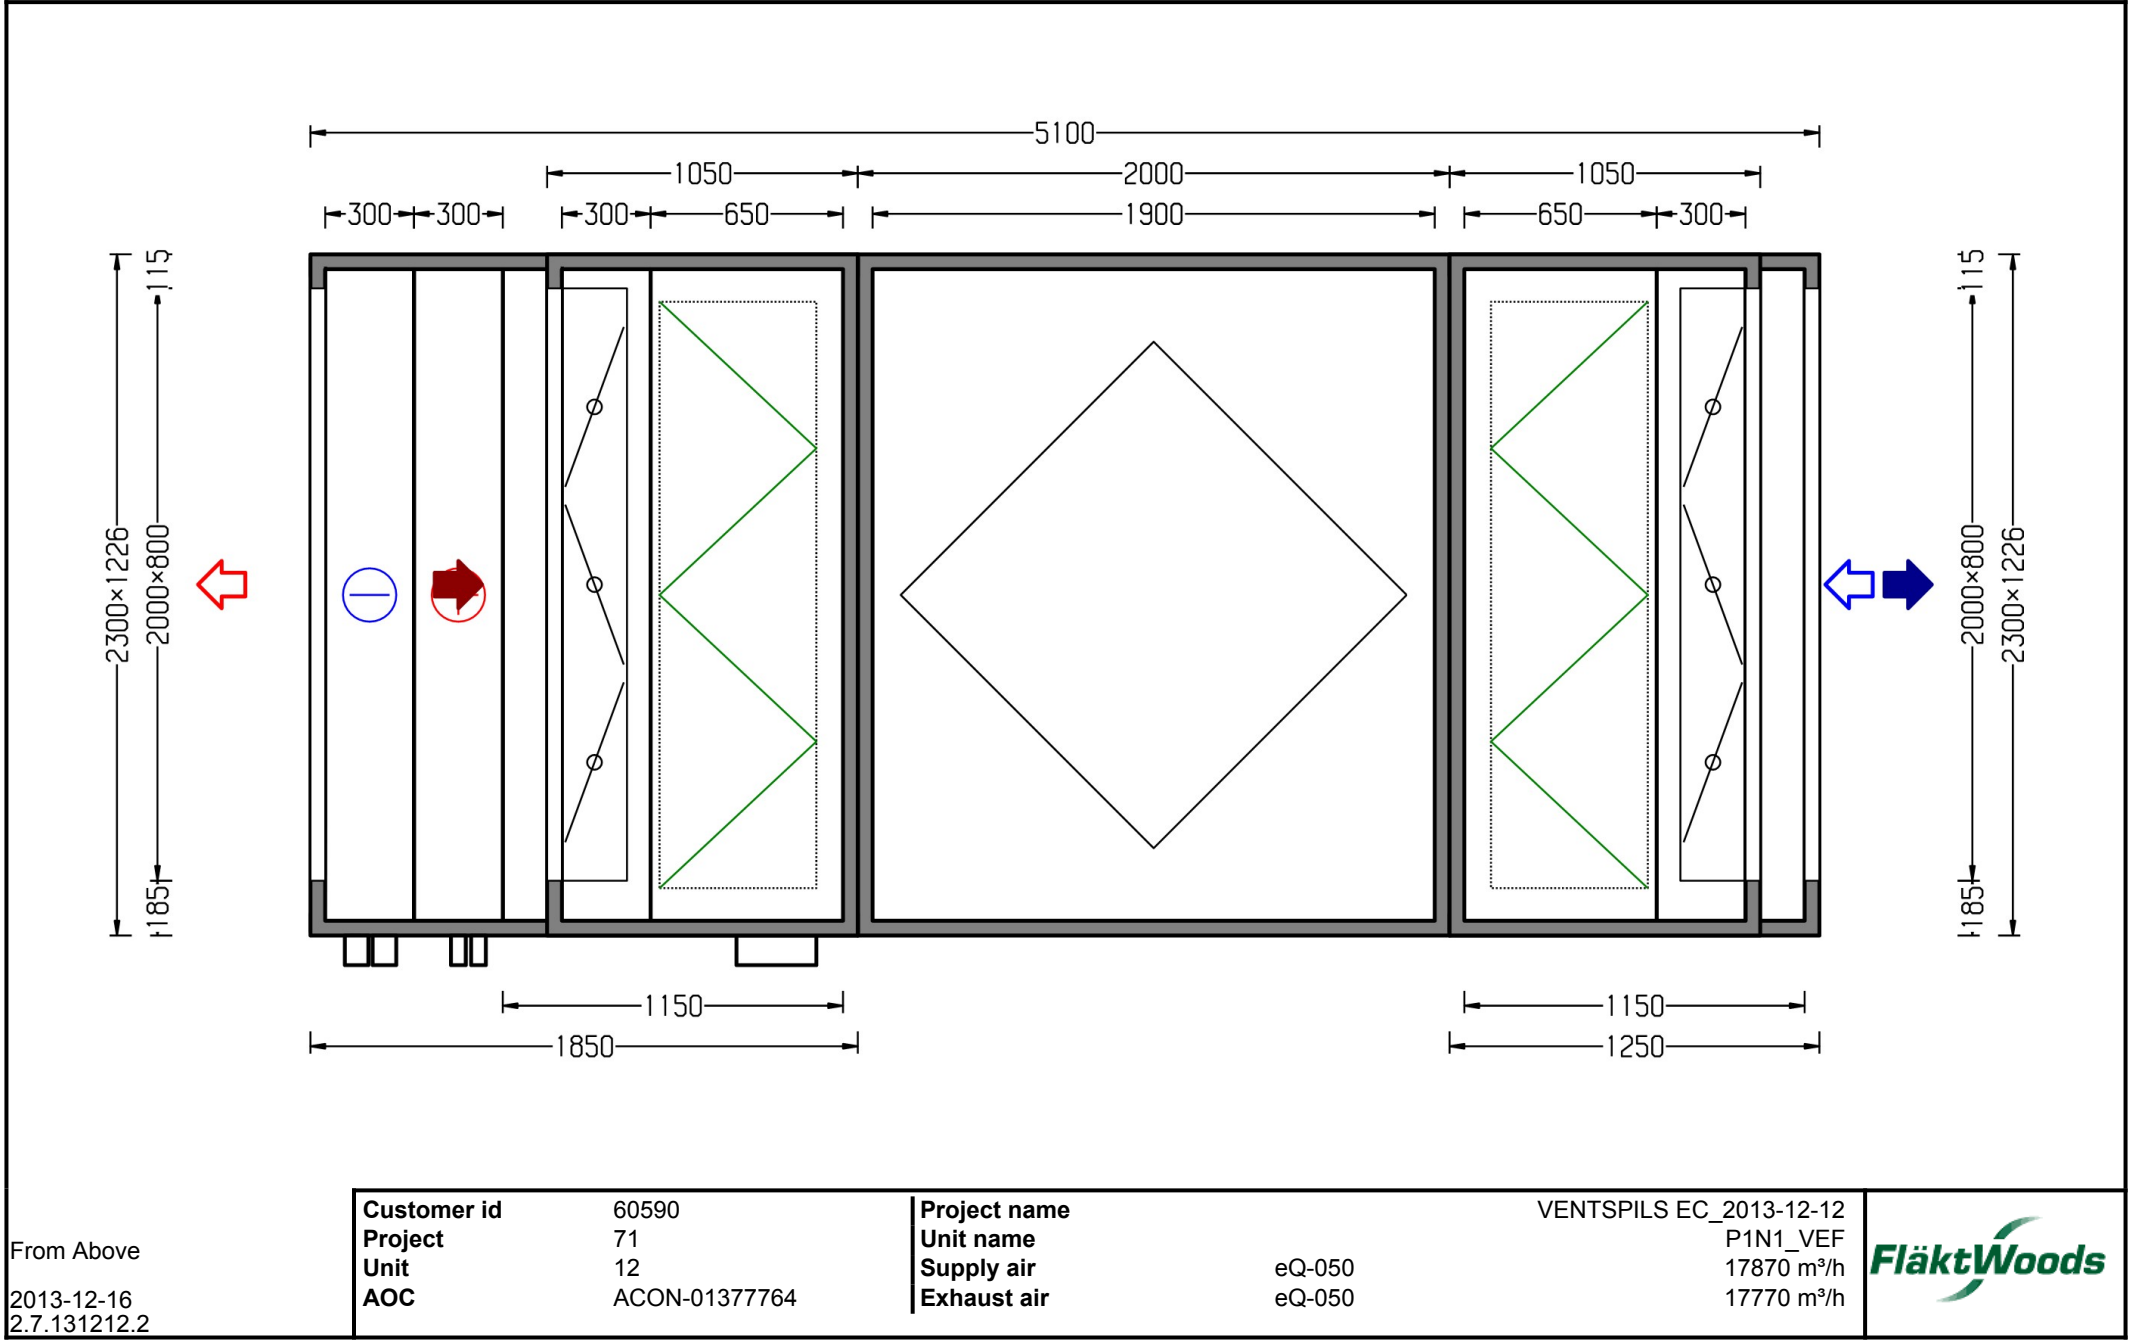 5100
1050 2000 1050
300 300 300 650 1900 650 300
115 115
2300×1226 2000×800 2000×800 2300×1226
185 185
1150 1150
1850 1250
From Above
2013-12-16
2.7.131212.2
Customer id 60590
Project 71
Unit 12
AOC ACON-01377764
Project name VENTSPILS EC_2013-12-12
Unit name P1N1_VEF
Supply air eQ-050 17870 m³/h
Exhaust air eQ-050 17770 m³/h
FläktWoods